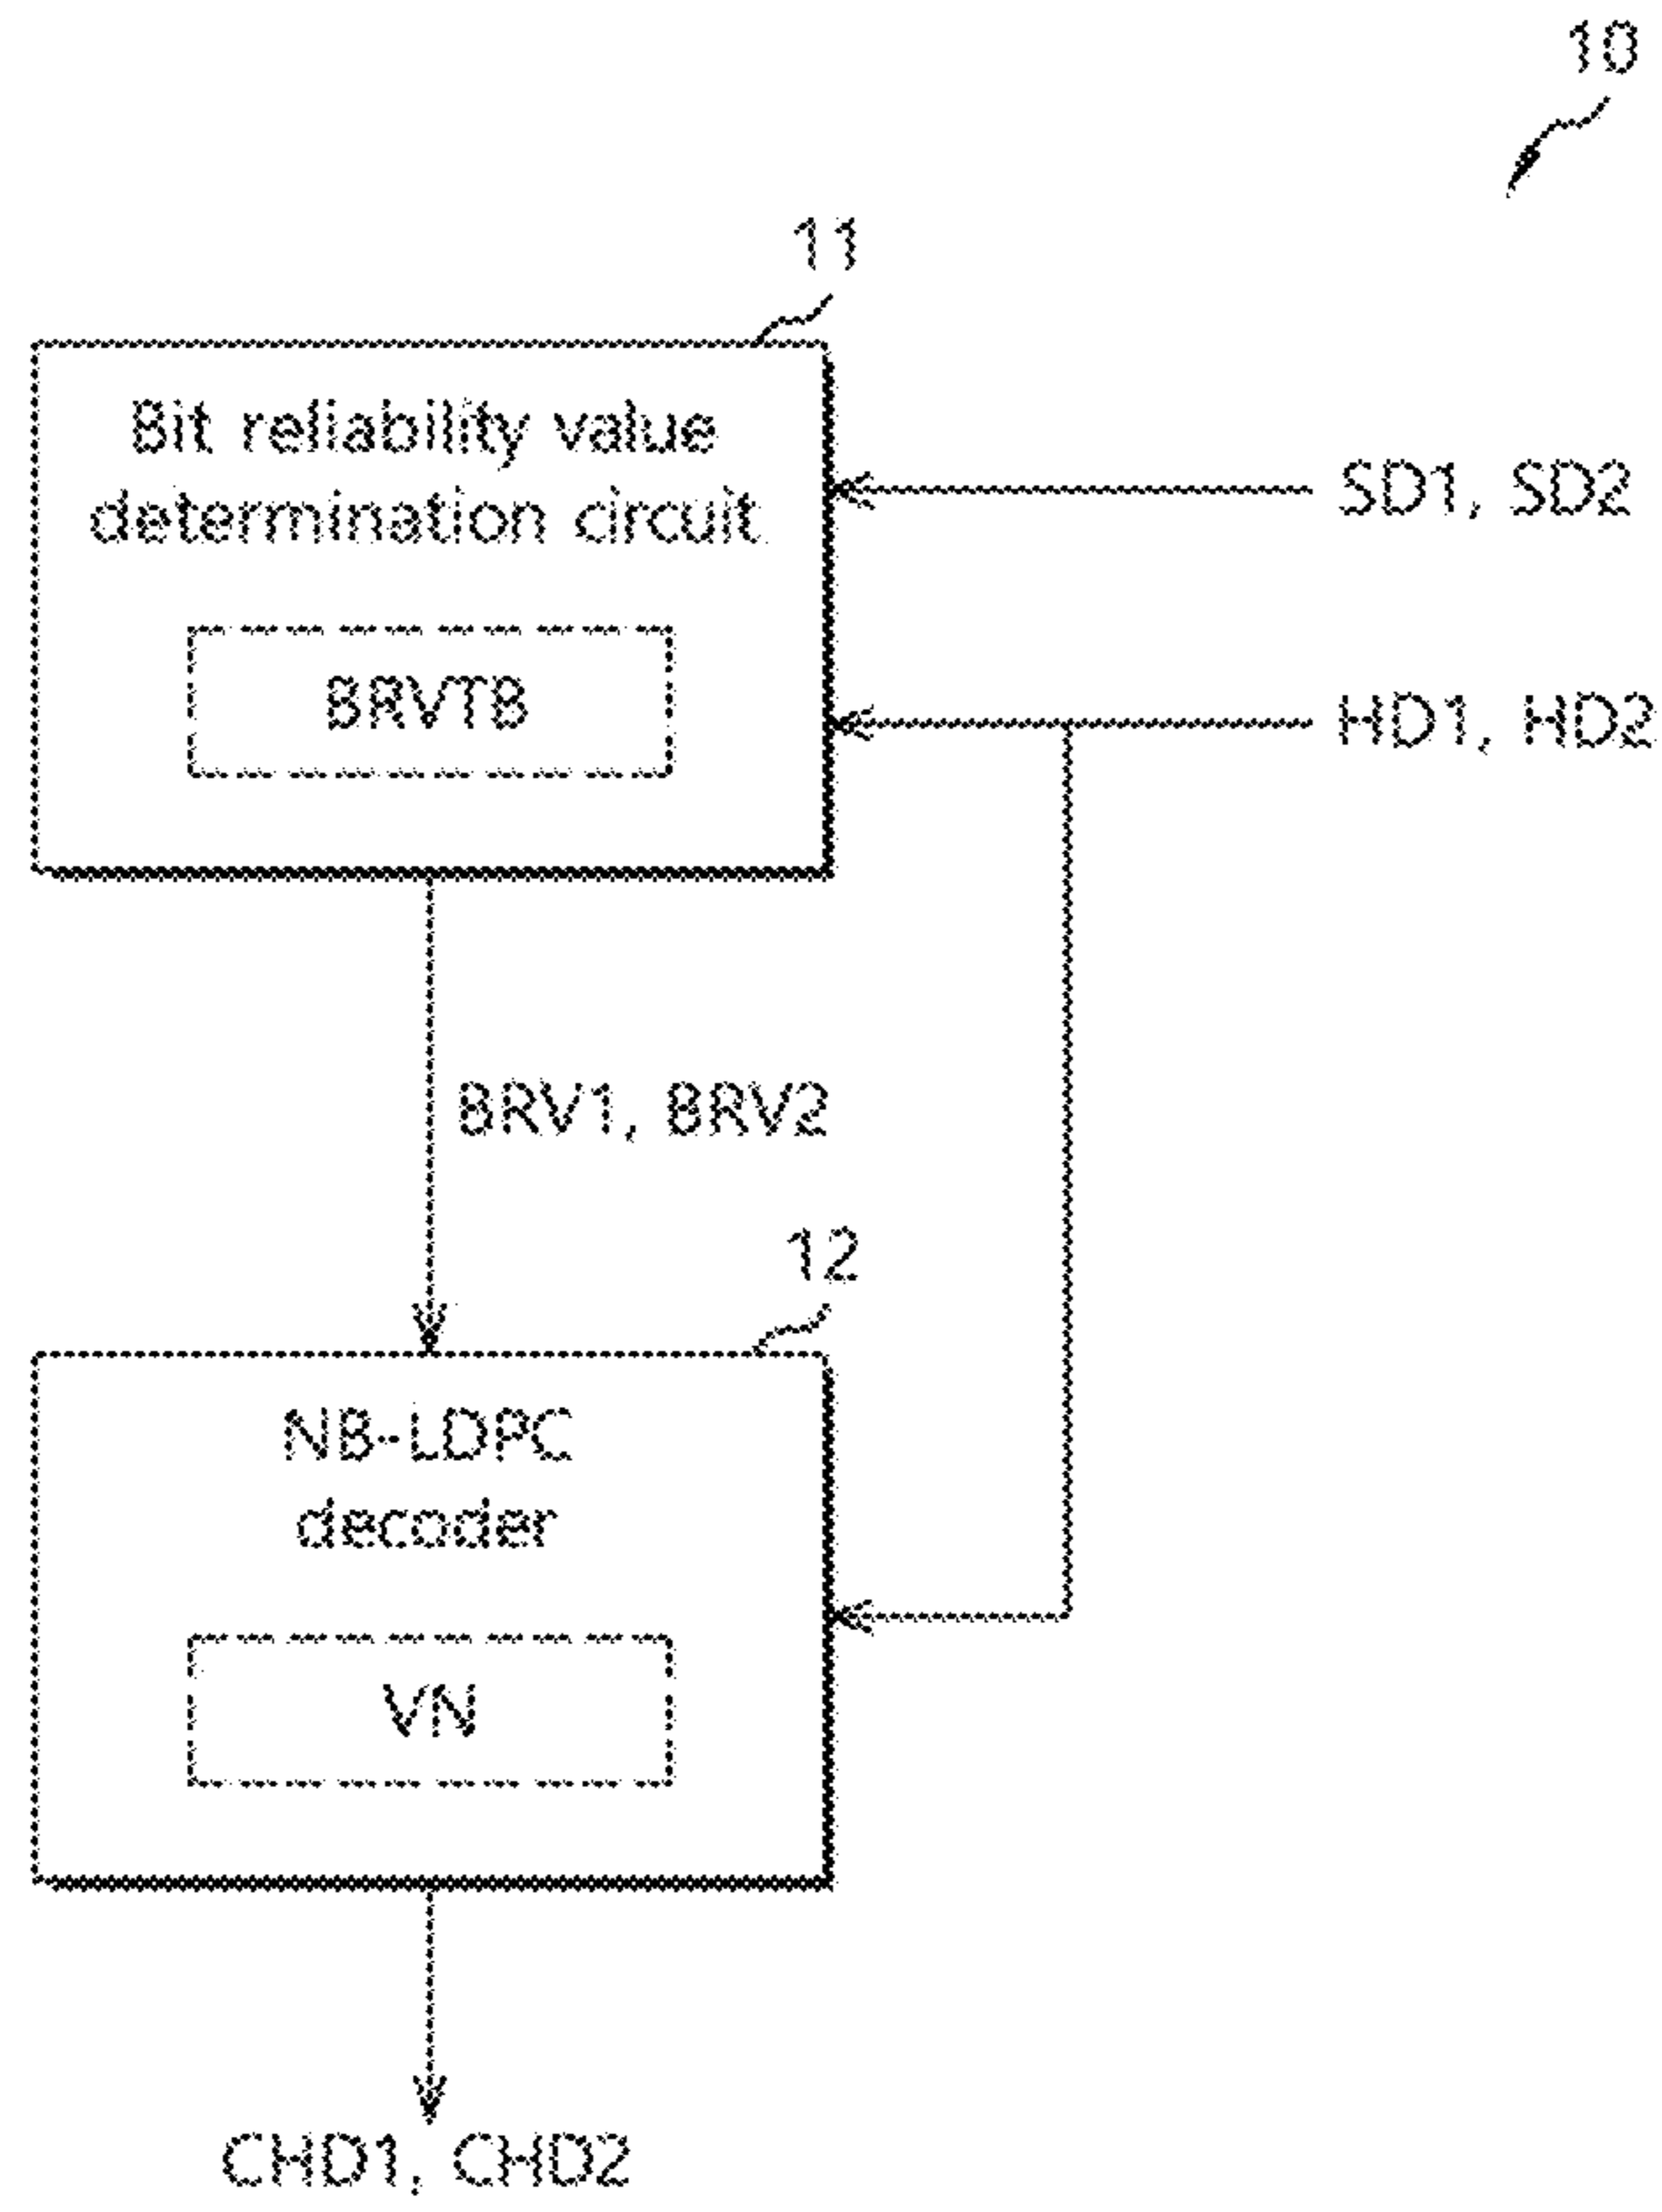 10
11
Bit reliability value
determination circuit
SD1, SD2
BRVTB
HD1, HD2
BRV1, BRV2
12
NB-LDPC
decoder
VN
CHD1, CHD2